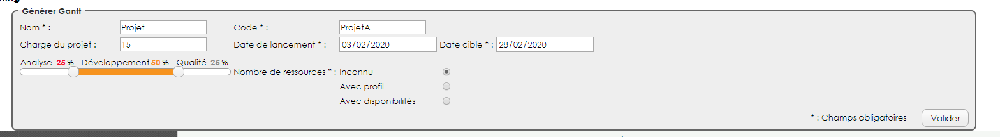 Générer Gantt
Nom * : Projet Code * : ProjetA
Charge du projet : 15 Date de lancement * : 03/02/2020 Date cible * : 28/02/2020
Analyse 25 % - Développement 50 % - Qualité 25 %
Nombre de ressources * : Inconnu
Avec profil
Avec disponibilités
* : Champs obligatoires Valider